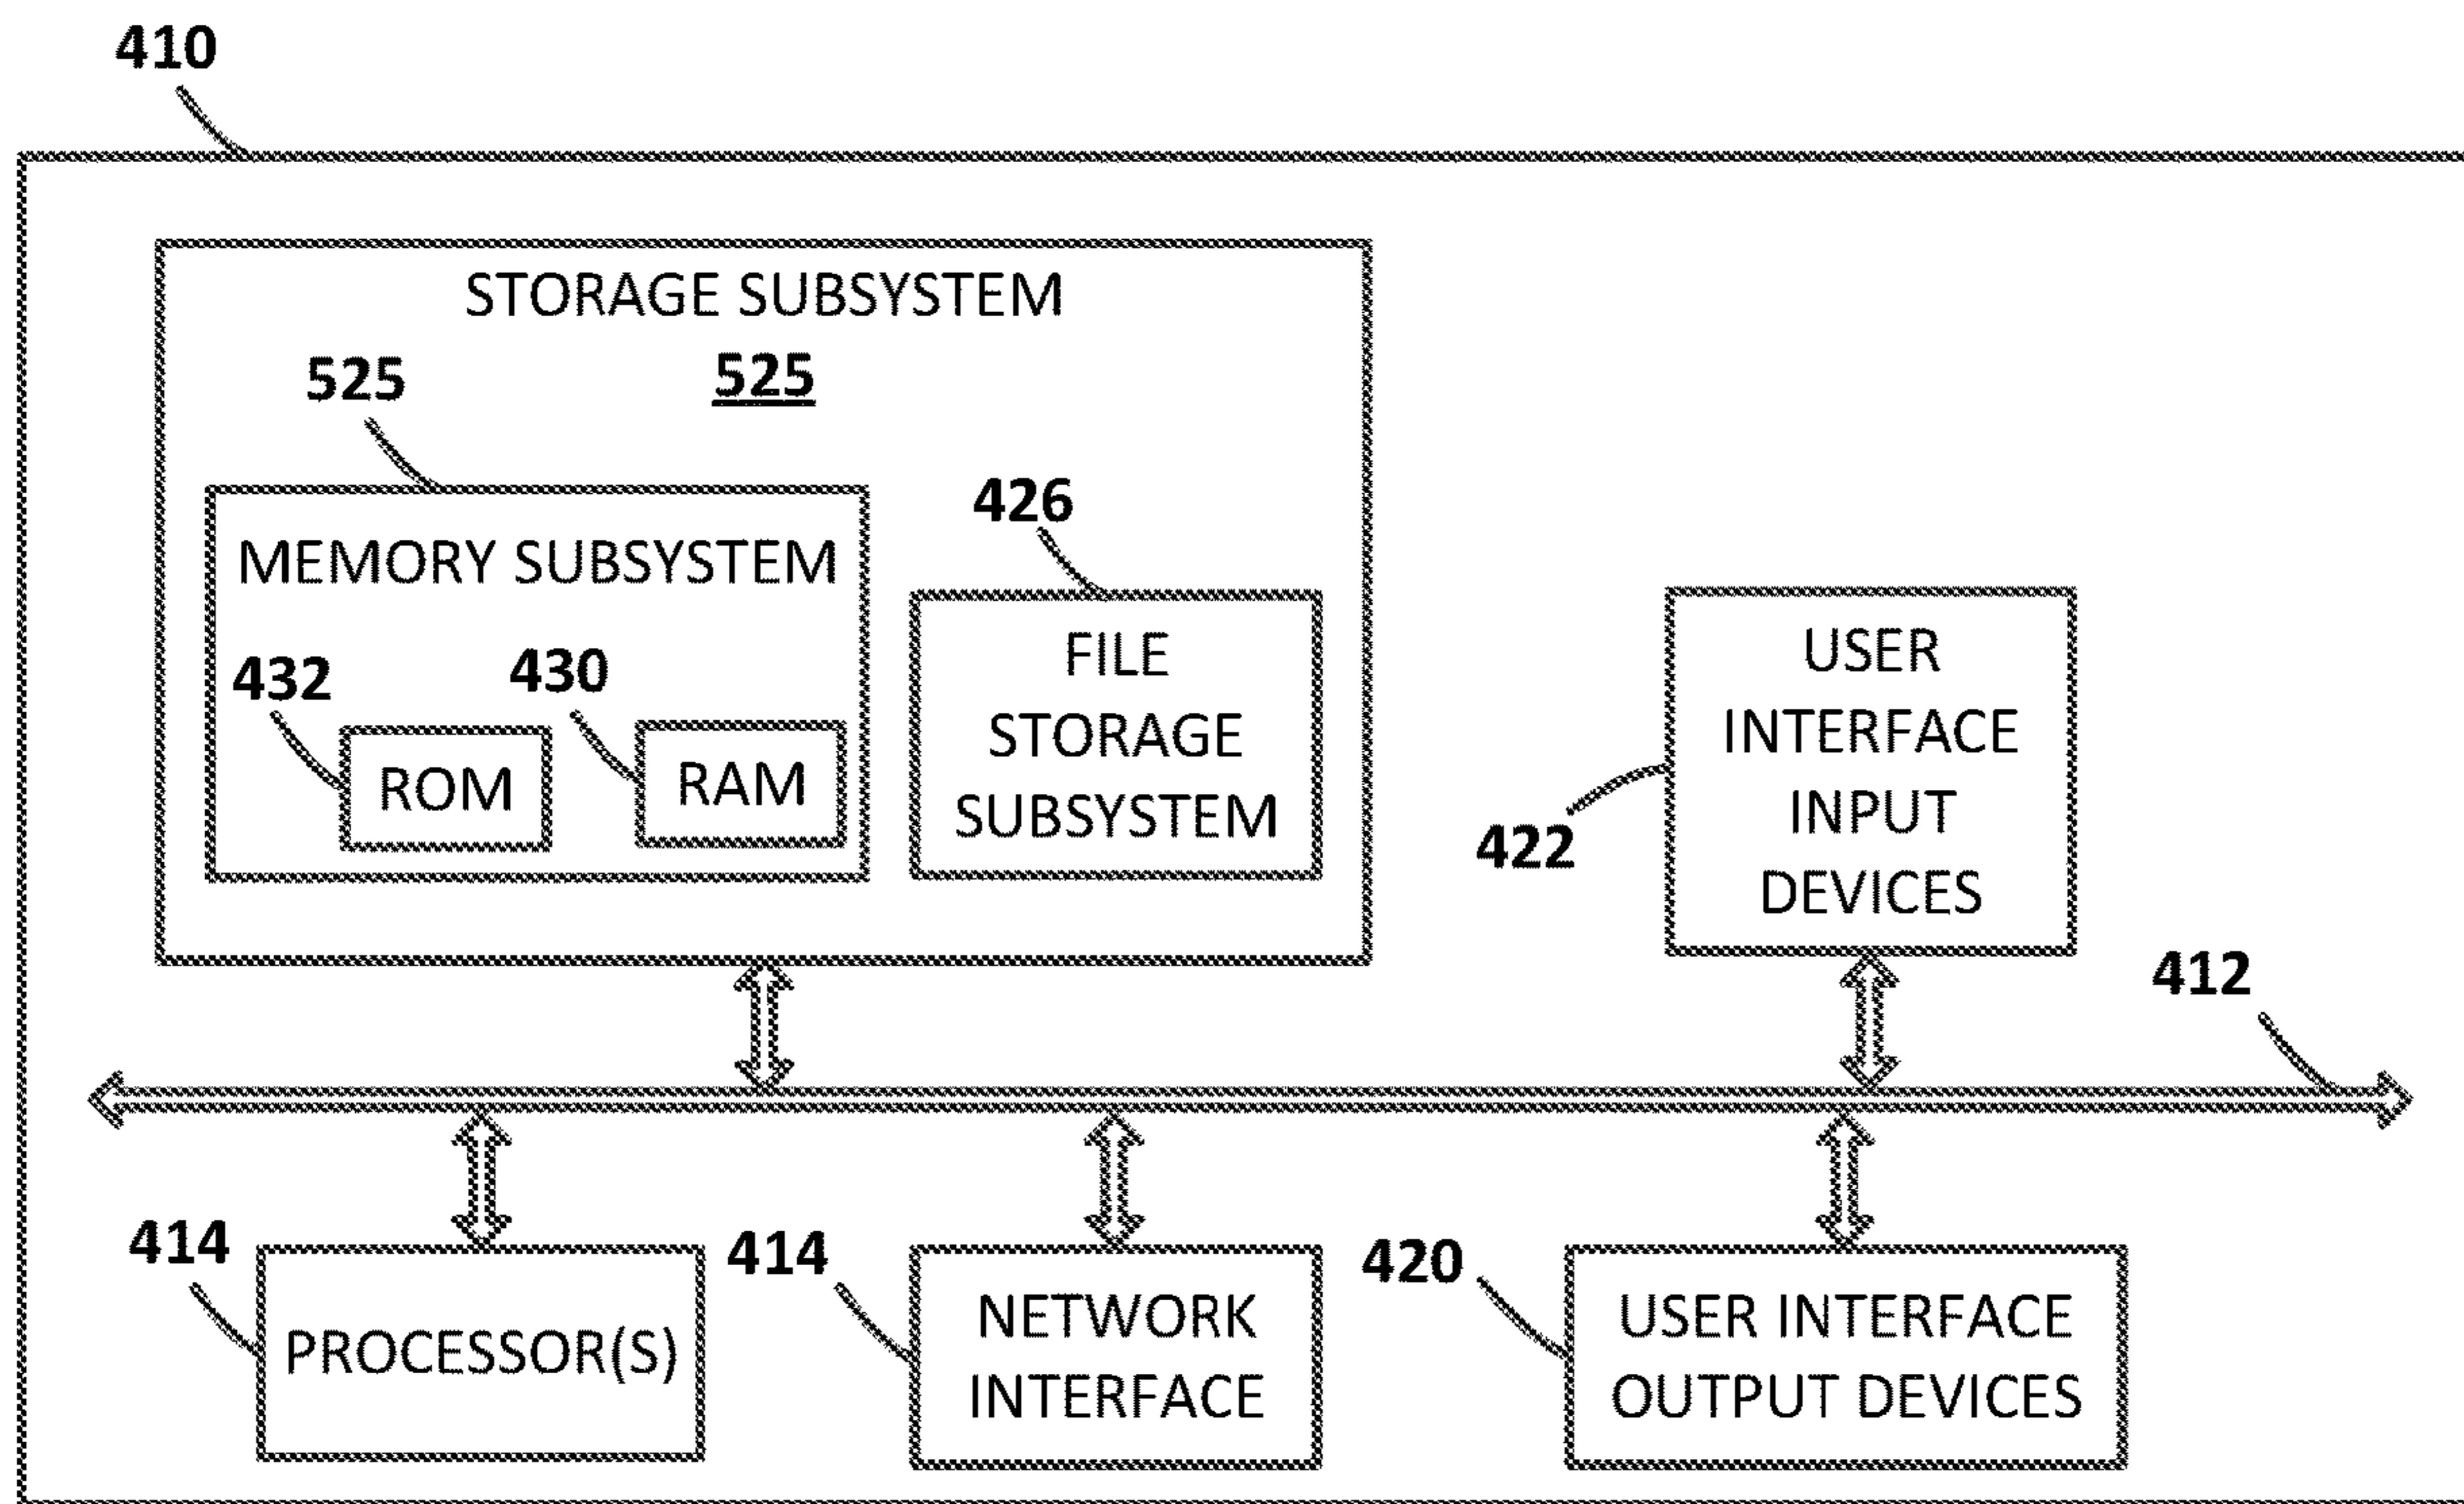 410
STORAGE SUBSYSTEM
525
525
MEMORY SUBSYSTEM
432
430
ROM
RAM
426
FILE
STORAGE
SUBSYSTEM
USER
INTERFACE
INPUT
DEVICES
422
412
414
PROCESSOR(S)
414
NETWORK
INTERFACE
420
USER INTERFACE
OUTPUT DEVICES